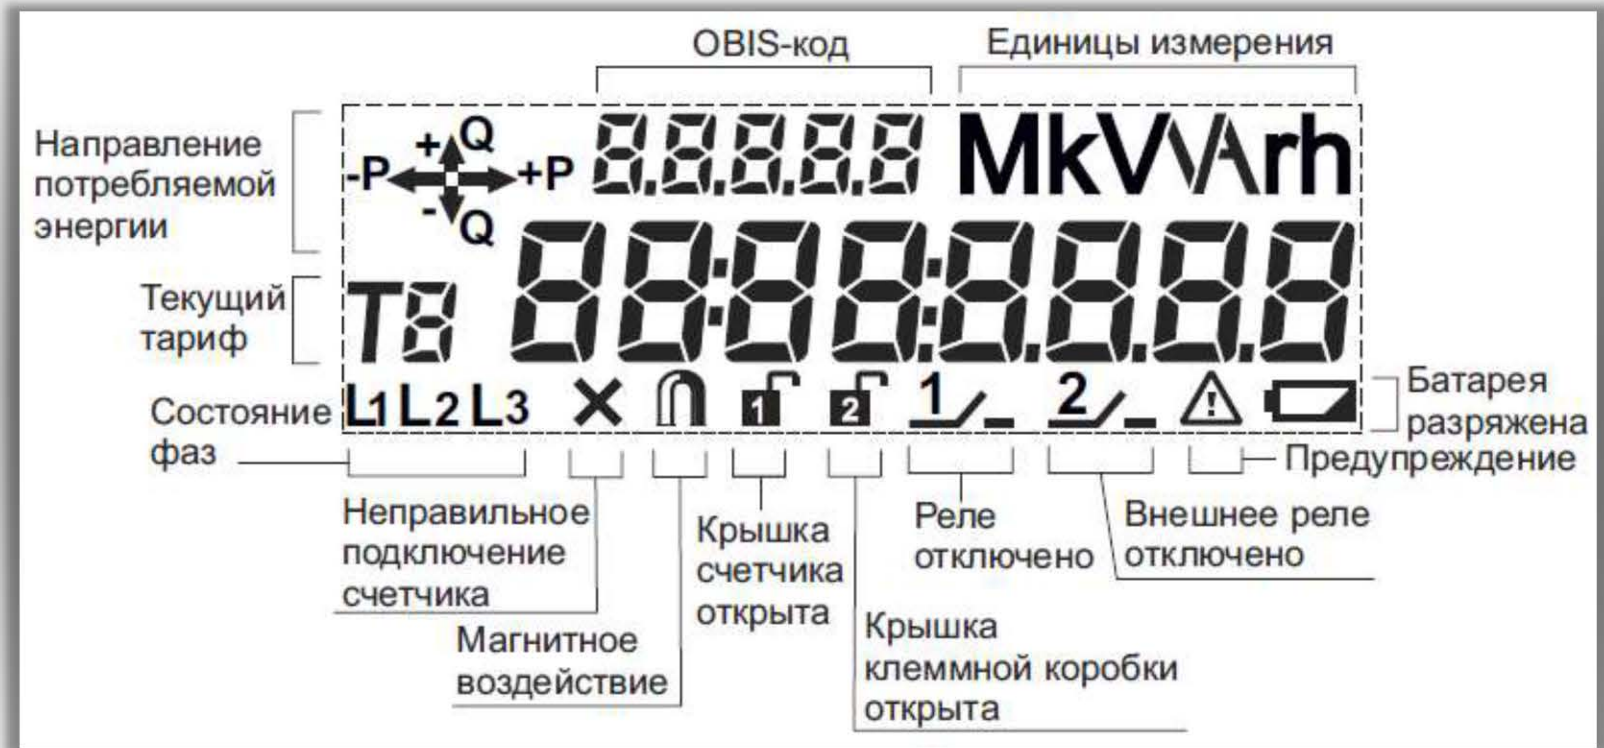 OBIS-код
Единицы измерения
Направление
потребляемой
энергии
+Q
-P
+P
-Q
8.8.8.8.8
MkVVArh
Текущий
тариф
T8
88:88:8.8.8.8
Состояние
фаз
L1 L2 L3
1
2
1
2
!
Батарея
разряжена
Предупреждение
Неправильное
подключение
счетчика
Магнитное
воздействие
Крышка
счетчика
открыта
Крышка
клеммной коробки
открыта
Реле
отключено
Внешнее реле
отключено